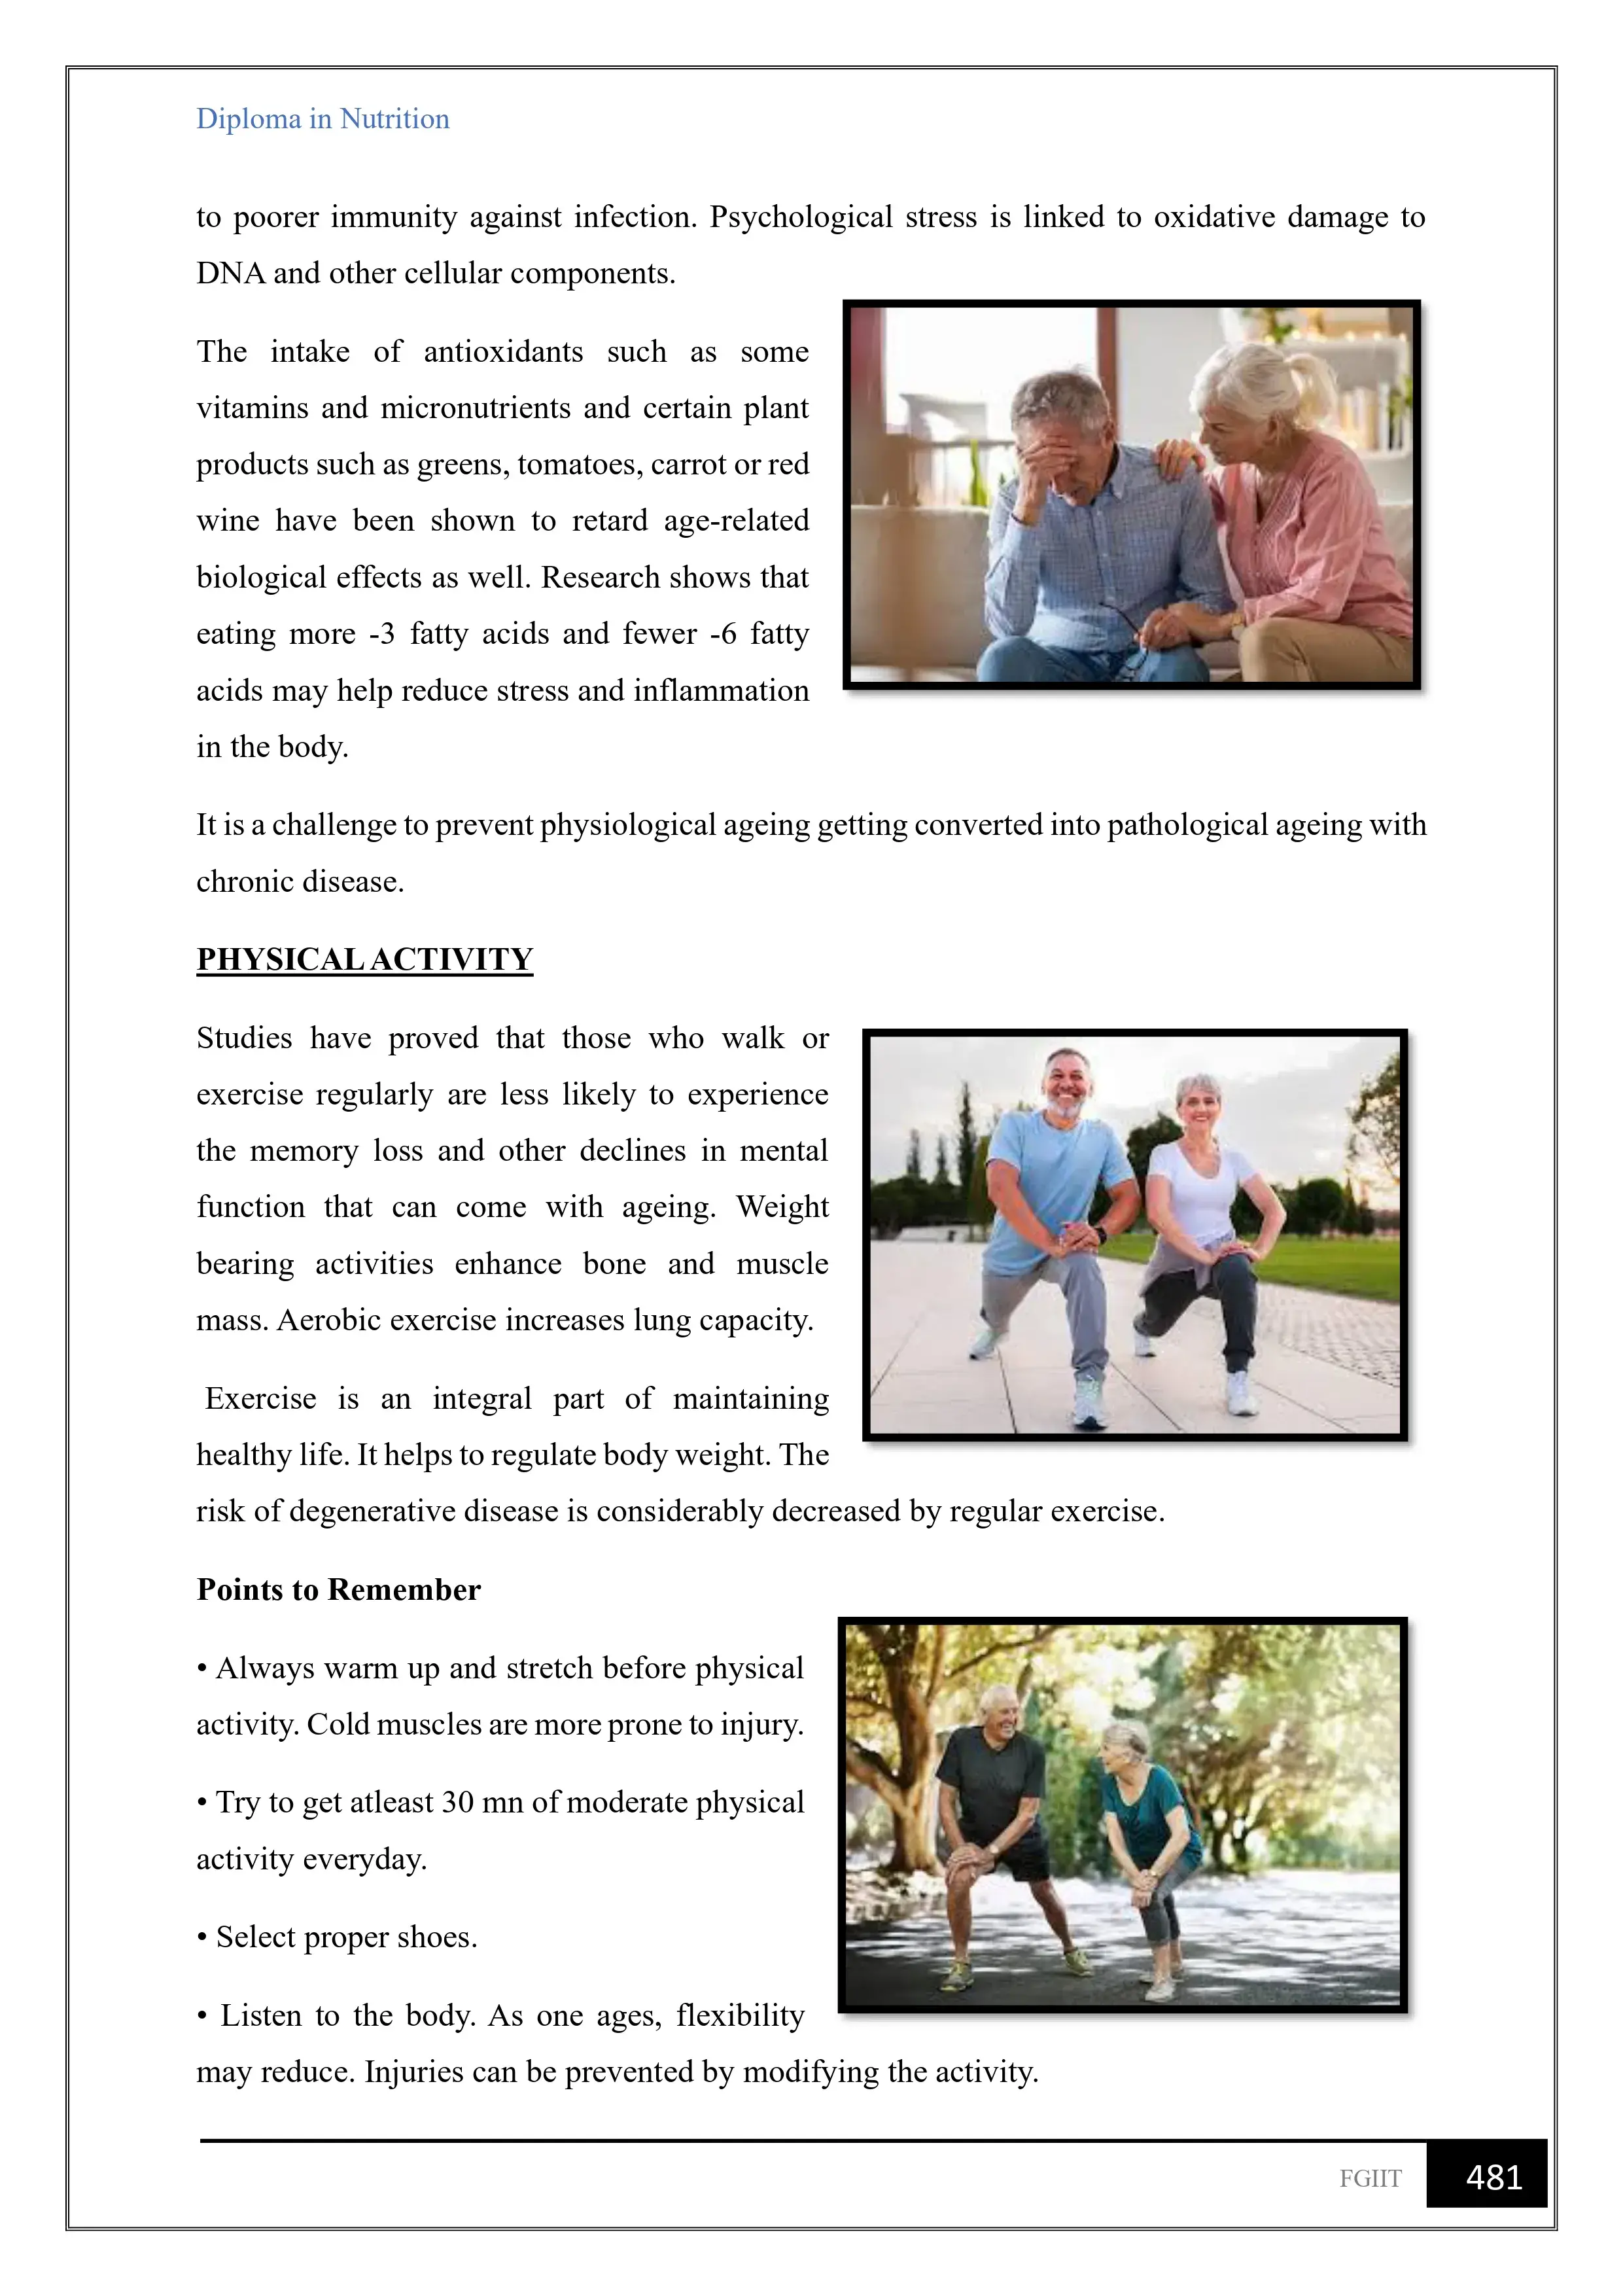 Diploma in Nutrition
to poorer immunity against infection. Psychological stress is linked to oxidative damage to
DNA and other cellular components.
The intake of antioxidants such as some
vitamins and micronutrients and certain plant
products such as greens, tomatoes, carrot or red
wine have been shown to retard age-related
biological effects as well. Research shows that
eating more -3 fatty acids and fewer -6 fatty
acids may help reduce stress and inflammation
in the body.
It is a challenge to prevent physiological ageing getting converted into pathological ageing with
chronic disease.
PHYSICAL ACTIVITY
Studies have proved that those who walk or
exercise regularly are less likely to experience
the memory loss and other declines in mental
function that can come with ageing. Weight
bearing activities enhance bone and muscle
mass. Aerobic exercise increases lung capacity.
Exercise is an integral part of maintaining
healthy life. It helps to regulate body weight. The
risk of degenerative disease is considerably decreased by regular exercise.
Points to Remember
• Always warm up and stretch before physical
activity. Cold muscles are more prone to injury.
• Try to get atleast 30 mn of moderate physical
activity everyday.
• Select proper shoes.
• Listen to the body. As one ages, flexibility
may reduce. Injuries can be prevented by modifying the activity.
FGIIT 481